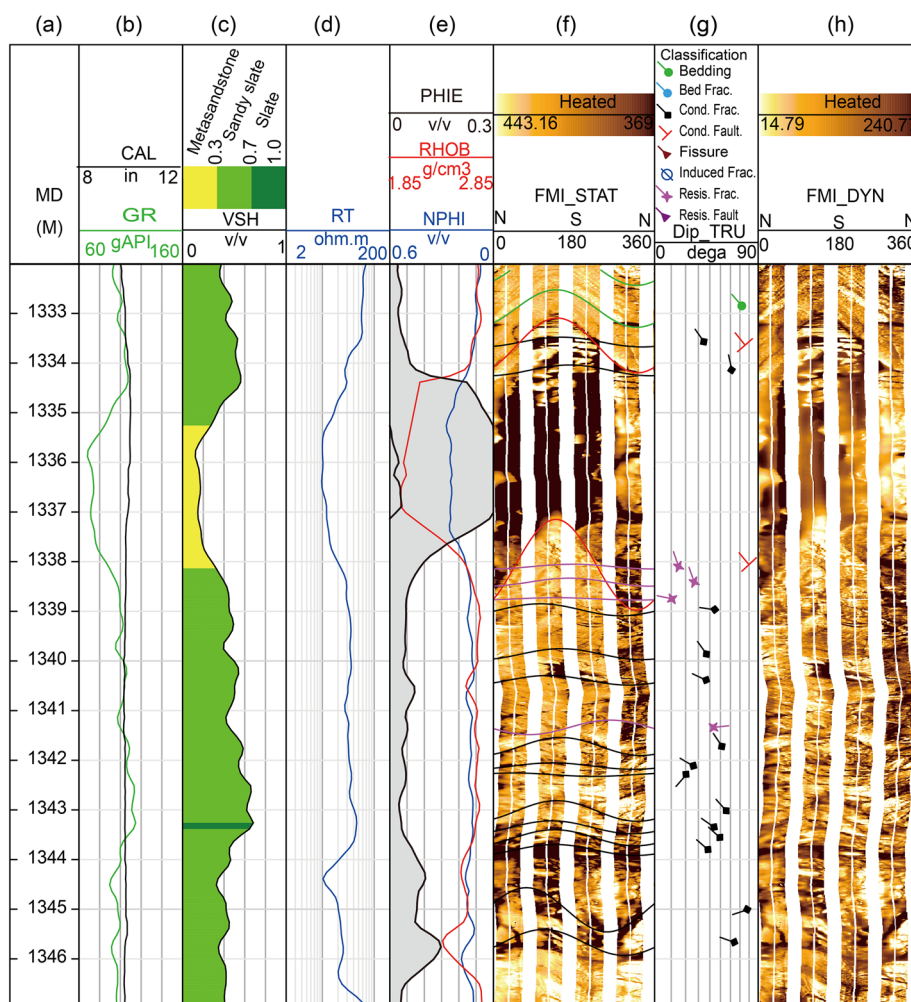 (a) (b) (c) (d) (e) (f) (g) (h)
MD
(M)
CAL
8 in 12
GR
60 gAPI 160
Metasandstone
0.3
Sandy slate
0.7
Slate
1.0
VSH
0 v/v 1
RT
ohm.m
2 200
PHIE
0 v/v 0.3
RHOB
g/cm3
1.85 2.85
NPHI
v/v
0.6 0
Heated
443.16 369
FMI_STAT
N S N
0 180 360
Classification
Bedding
Bed Frac.
Cond. Frac.
Cond. Fault.
Fissure
Induced Frac.
Resis. Frac.
Resis. Fault
Dip_TRU
0 dega 90
Heated
14.79 240.7
FMI_DYN
N S N
0 180 360
1333
1334
1335
1336
1337
1338
1339
1340
1341
1342
1343
1344
1345
1346